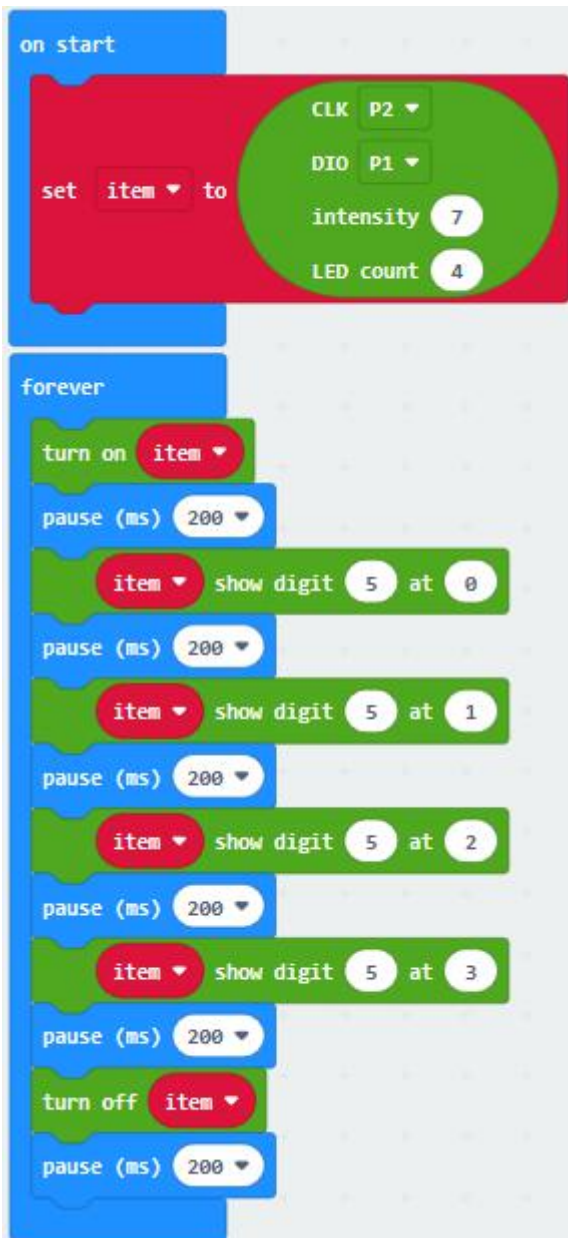 on start
set item to
CLK P2
DIO P1
intensity 7
LED count 4
forever
turn on item
pause (ms) 200
item show digit 5 at 0
pause (ms) 200
item show digit 5 at 1
pause (ms) 200
item show digit 5 at 2
pause (ms) 200
item show digit 5 at 3
pause (ms) 200
turn off item
pause (ms) 200